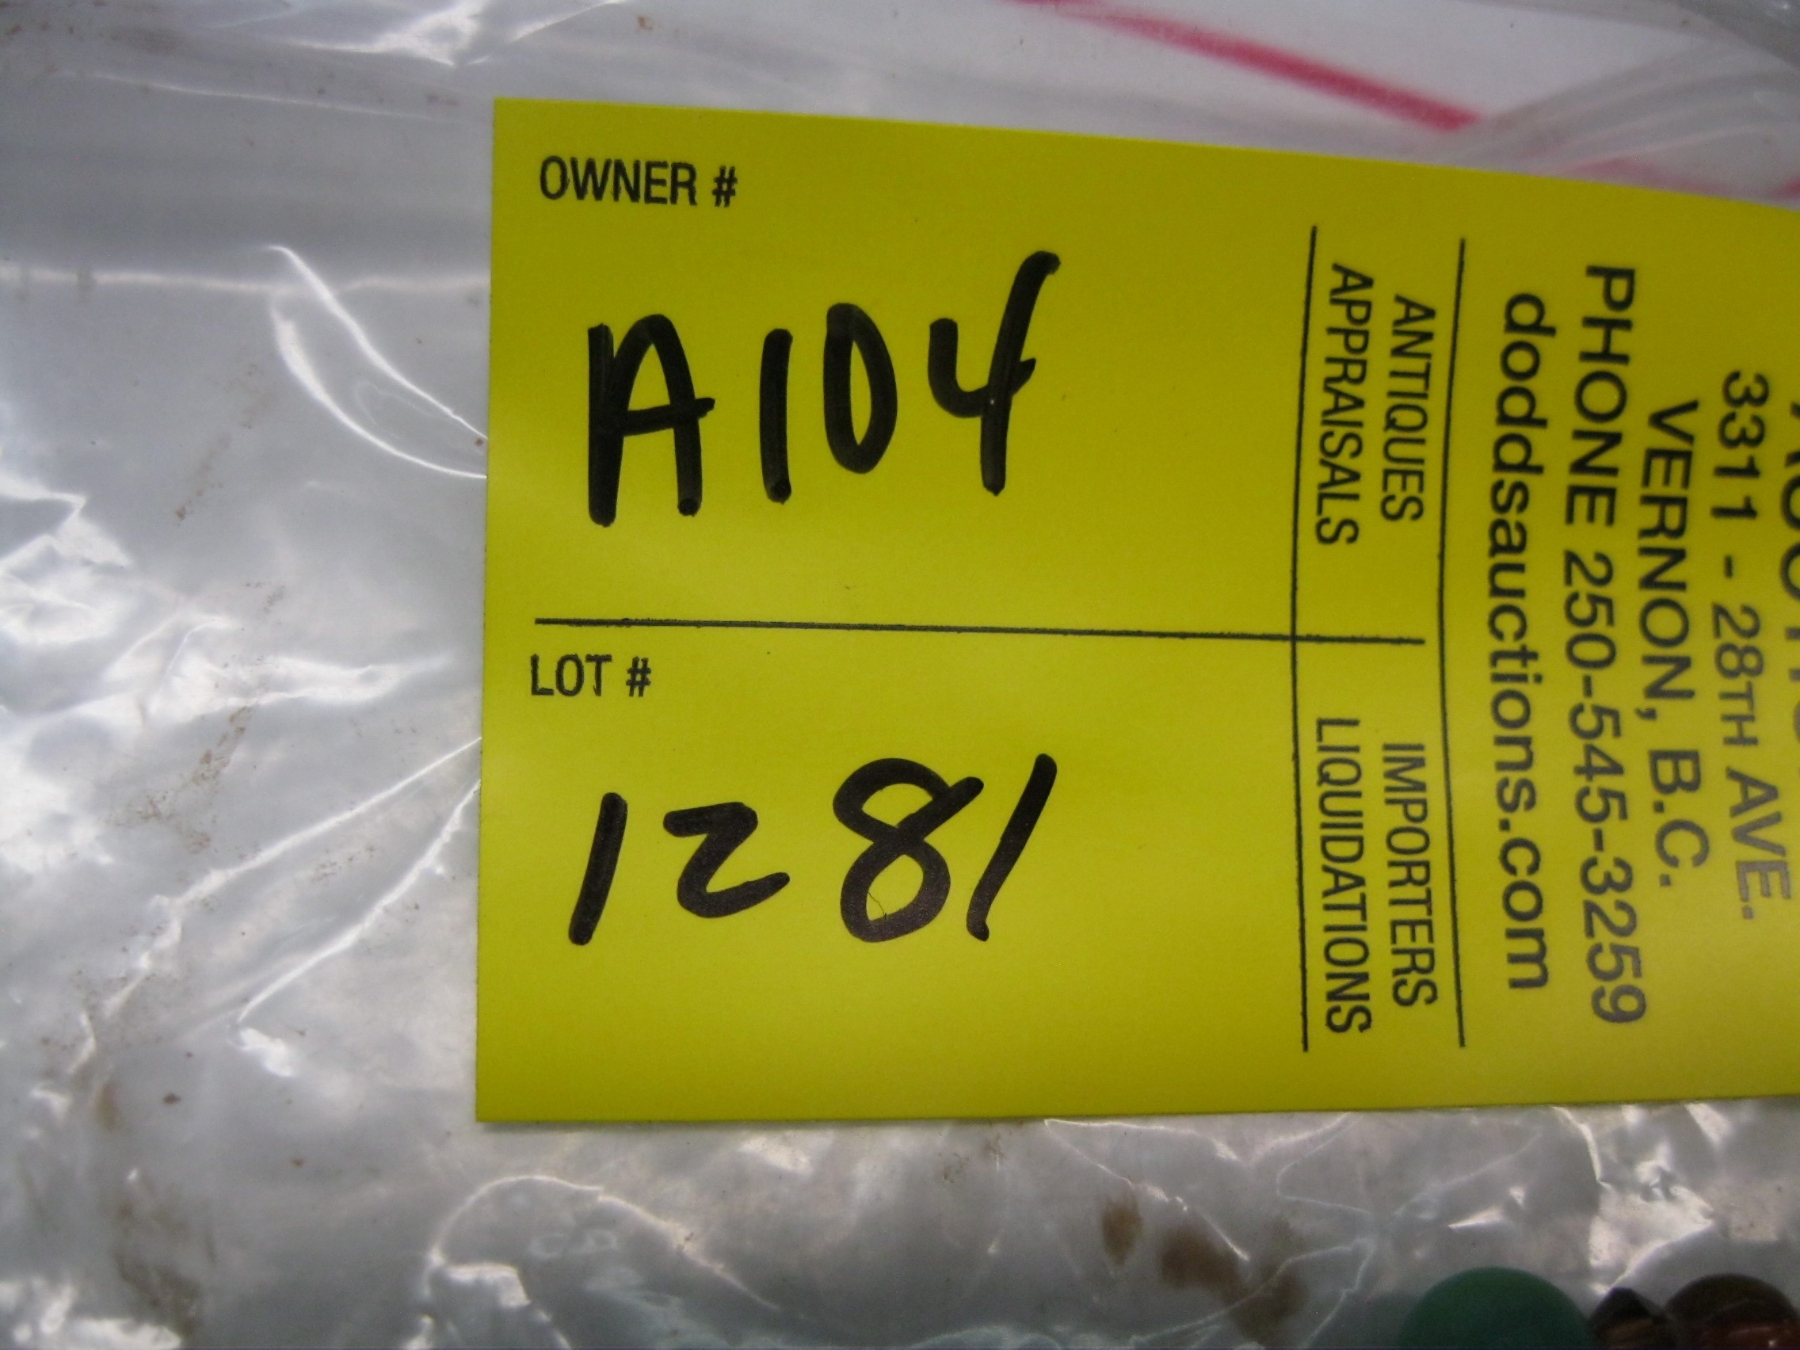 OWNER #
A104
LOT #
1281
3311 - 28TH AVE.
VERNON, B.C.
PHONE 250-545-3259
doddsauctions.com
ANTIQUES
APPRAISALS
IMPORTERS
LIQUIDATIONS